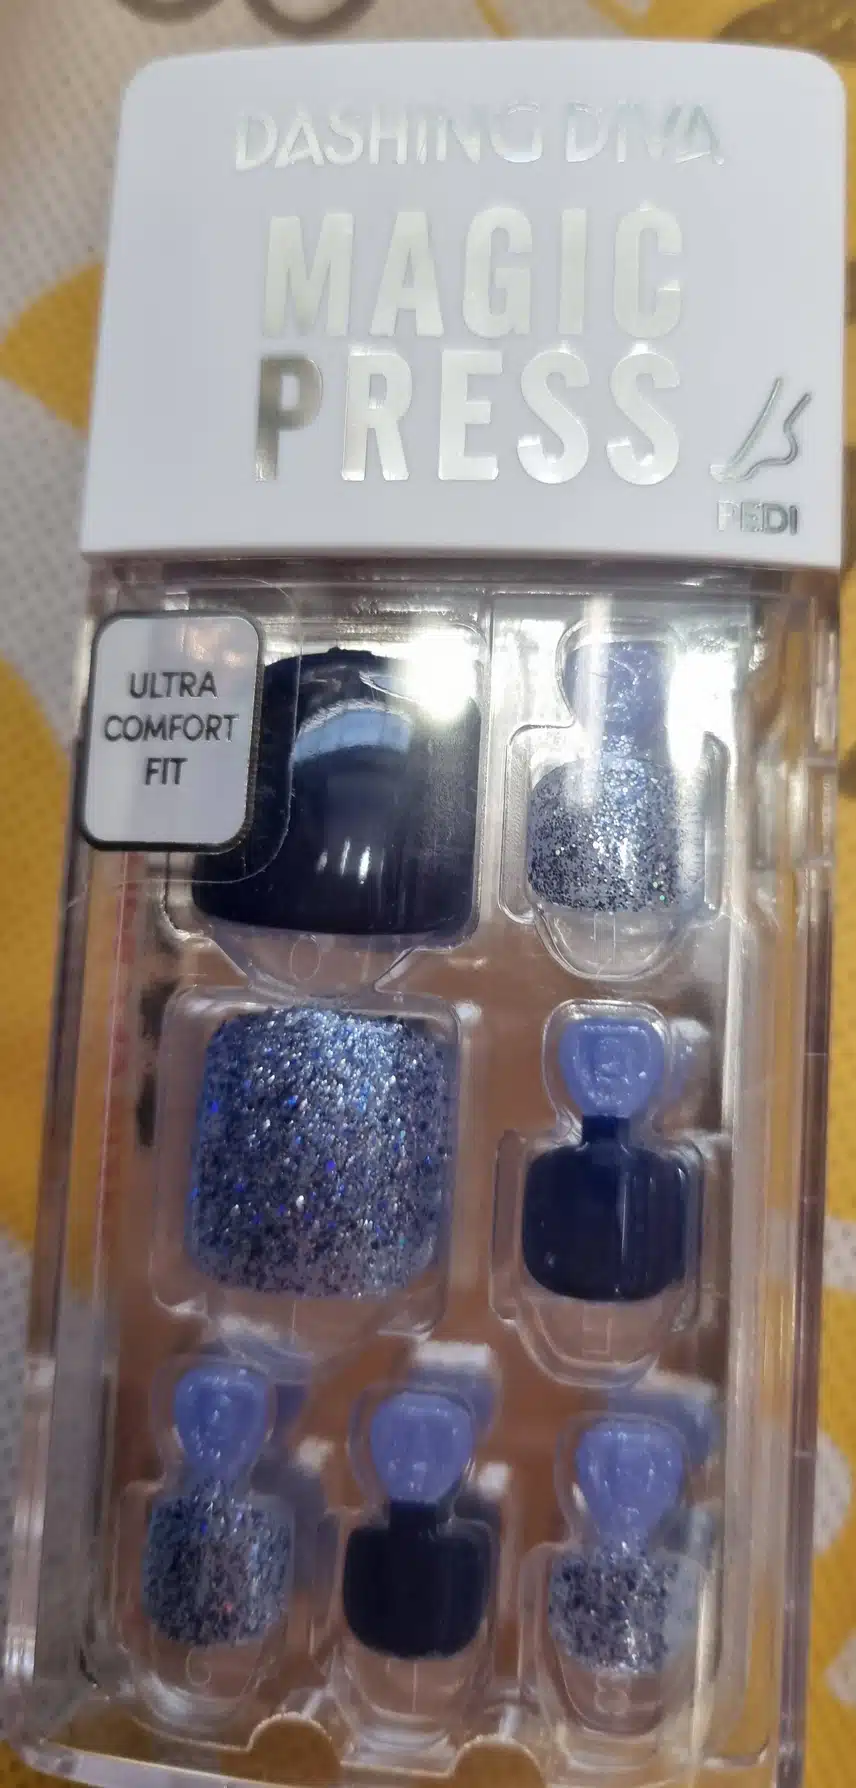 DASHING DIVA
MAGIC
PRESS
PEDI
ULTRA
COMFORT
FIT